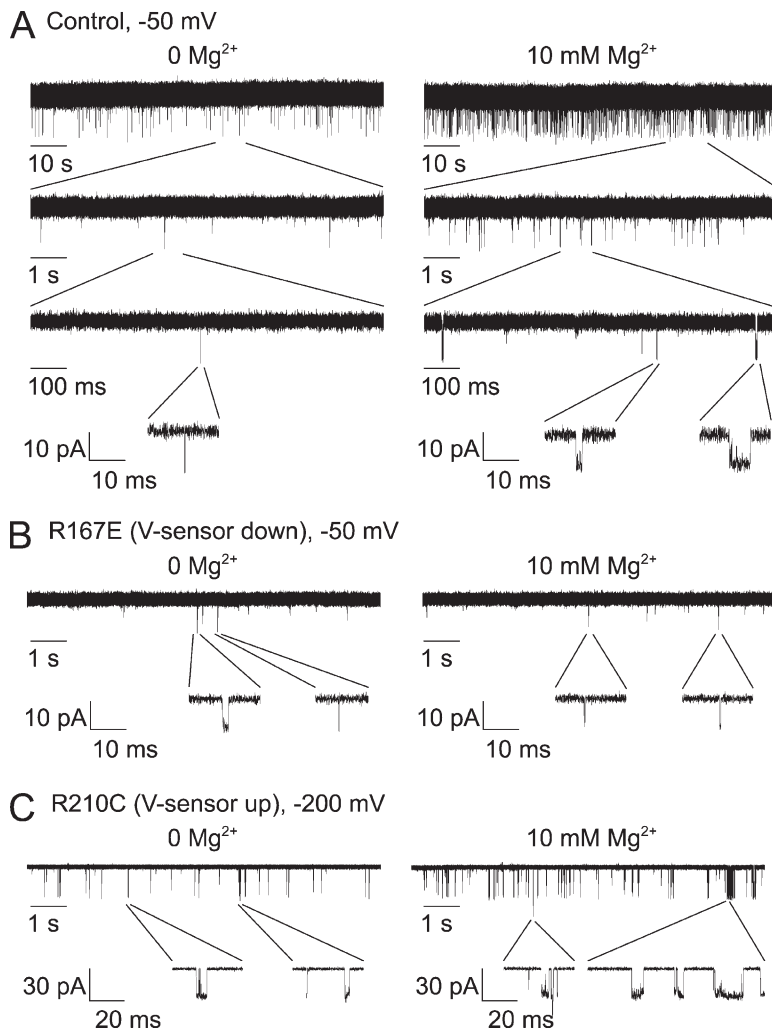 A Control, -50 mV
0 Mg²⁺
10 mM Mg²⁺
10 s
10 s
1 s
1 s
100 ms
100 ms
10 pA
10 ms
10 pA
10 ms
B R167E (V-sensor down), -50 mV
0 Mg²⁺
10 mM Mg²⁺
1 s
1 s
10 pA
10 ms
10 pA
10 ms
C R210C (V-sensor up), -200 mV
0 Mg²⁺
10 mM Mg²⁺
1 s
1 s
30 pA
20 ms
30 pA
20 ms